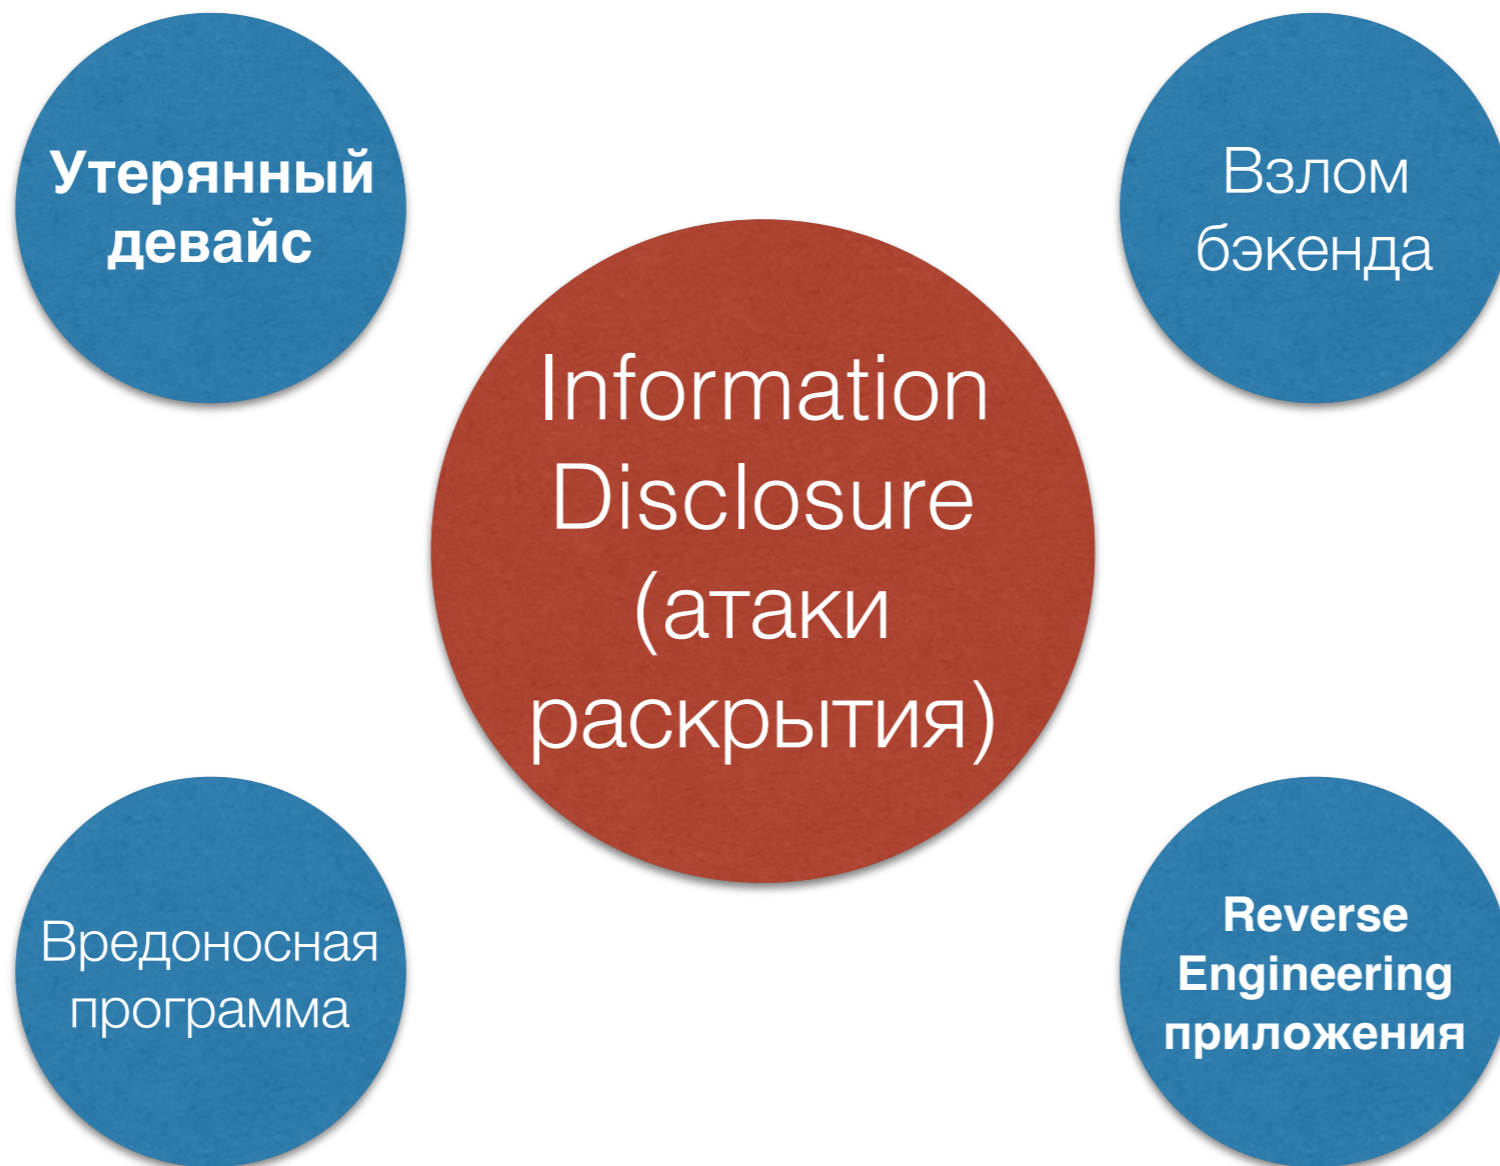 Утерянный
девайс
Взлом
бэкенда
Information
Disclosure
(атаки
раскрытия)
Вредоносная
программа
Reverse
Engineering
приложения